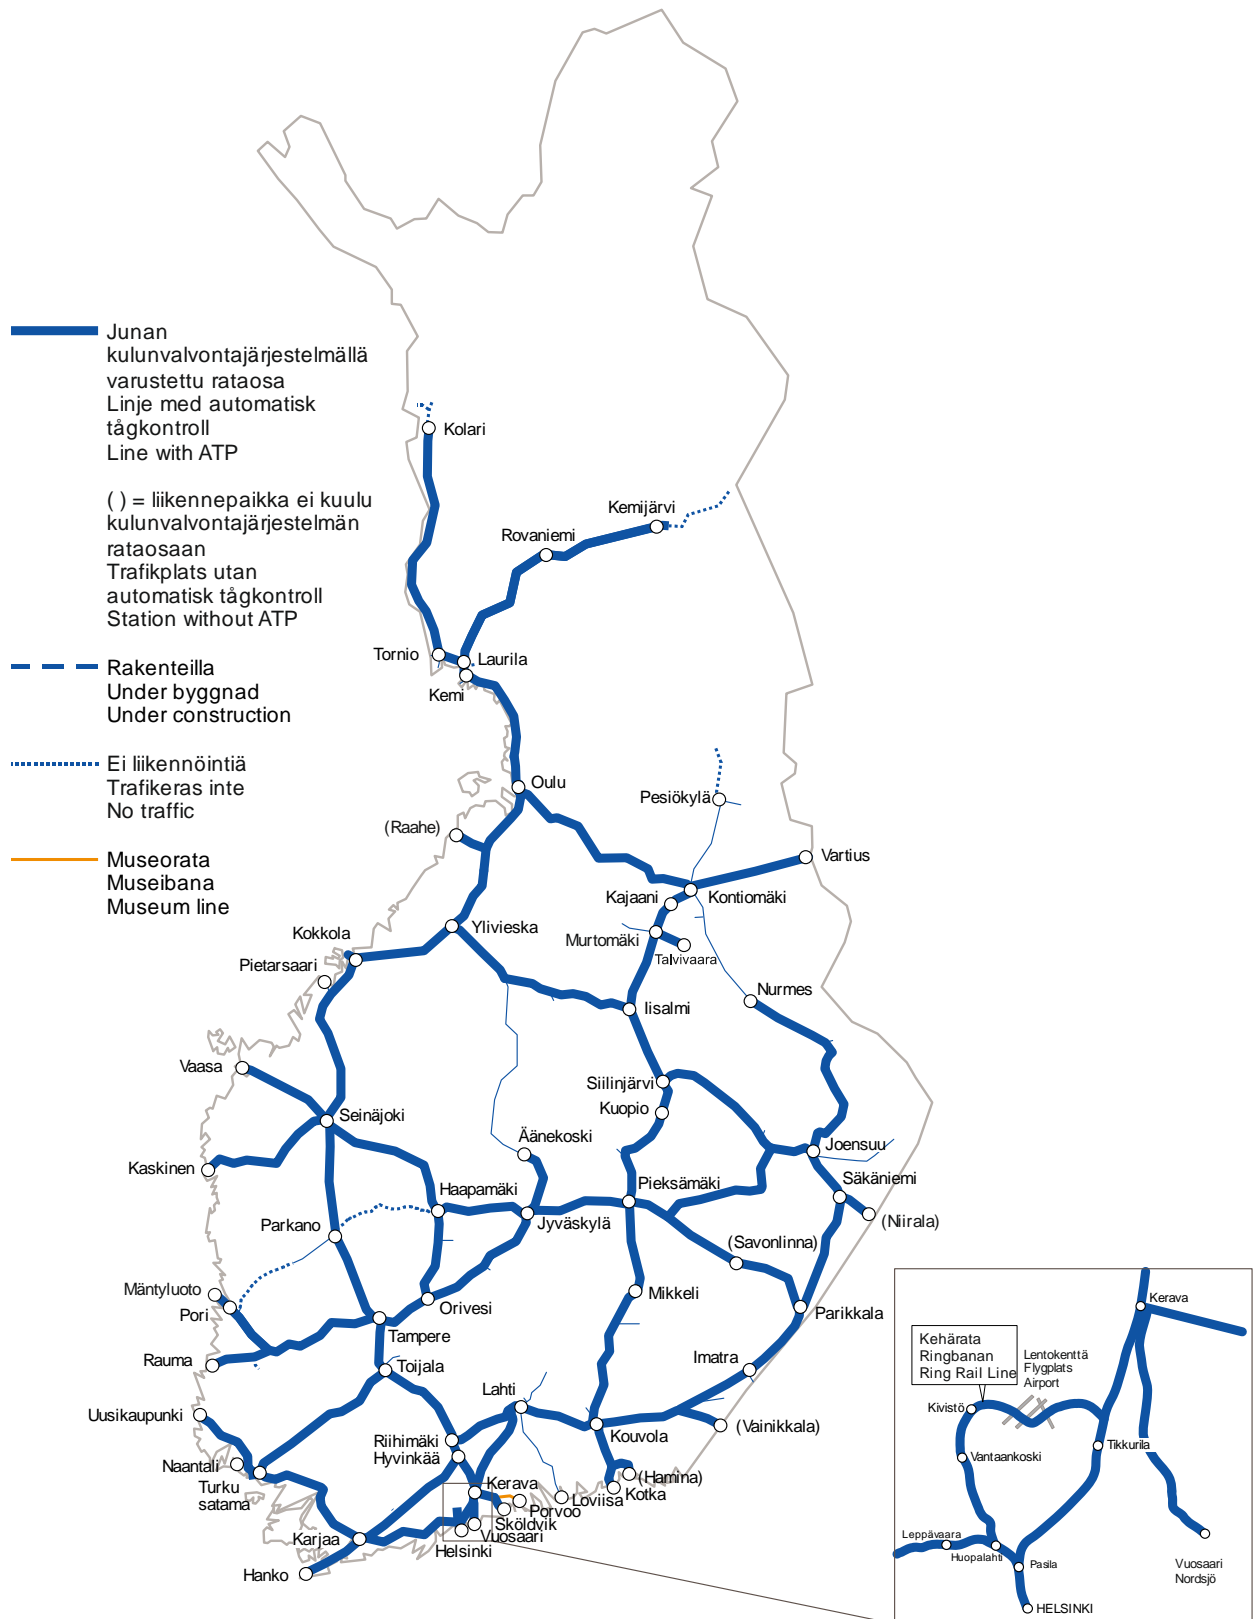 Junan
kulunvalvontajärjestelmällä
varustettu rataosa
Linje med automatisk
tågkontroll
Line with ATP
( ) = liikennepaikka ei kuulu
kulunvalvontajärjestelmän
rataosaan
Trafikplats utan
automatisk tågkontroll
Station without ATP
Rakenteilla
Under byggnad
Under construction
Ei liikennöintiä
Trafikeras inte
No traffic
Museorata
Museibana
Museum line
Kolari
Kemijärvi
Rovaniemi
Tornio
Laurila
Kemi
Oulu
Pesiökylä
(Raahe)
Vartius
Kajaani
Kontiomäki
Ylivieska
Kokkola
Murtomäki
Talvivaara
Pietarsaari
Nurmes
Iisalmi
Vaasa
Siilinjärvi
Kuopio
Seinäjoki
Äänekoski
Joensuu
Kaskinen
Säkäniemi
Pieksämäki
Haapamäki
Jyväskylä
(Niirala)
Parkano
(Savonlinna)
Mäntyluoto
Mikkeli
Pori
Orivesi
Parikkala
Tampere
Rauma
Imatra
Toijala
Lahti
Uusikaupunki
(Vainikkala)
Kouvola
Riihimäki
Hyvinkää
Naantali
Turku
satama
(Hamina)
Kotka
Kerava
Loviisa
Porvoo
Sköldvik
Vuosaari
Karjaa
Helsinki
Hanko
Kerava
Kehärata
Ringbanan
Ring Rail Line
Lentokenttä
Flygplats
Airport
Kivistö
Tikkurila
Vantaankoski
Leppävaara
Huopalahti
Pasila
Vuosaari
Nordsjö
HELSINKI